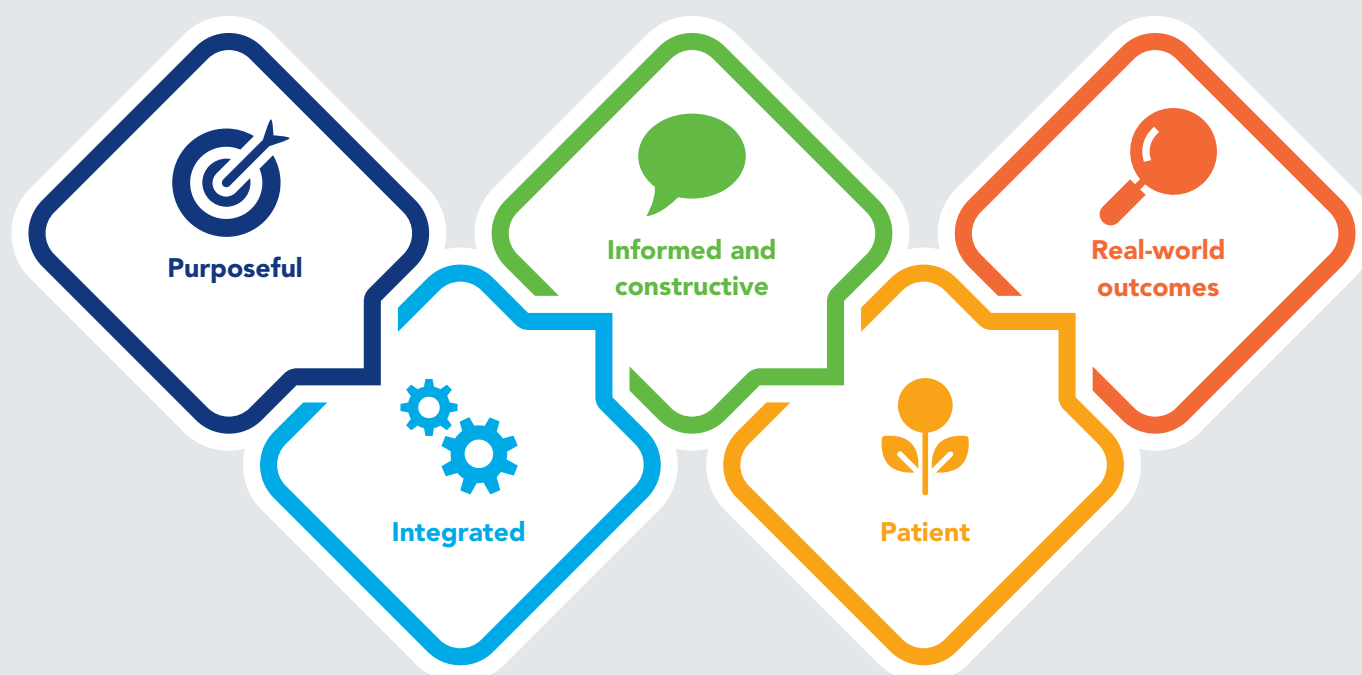 Purposeful
Integrated
Informed and
constructive
Patient
Real-world
outcomes